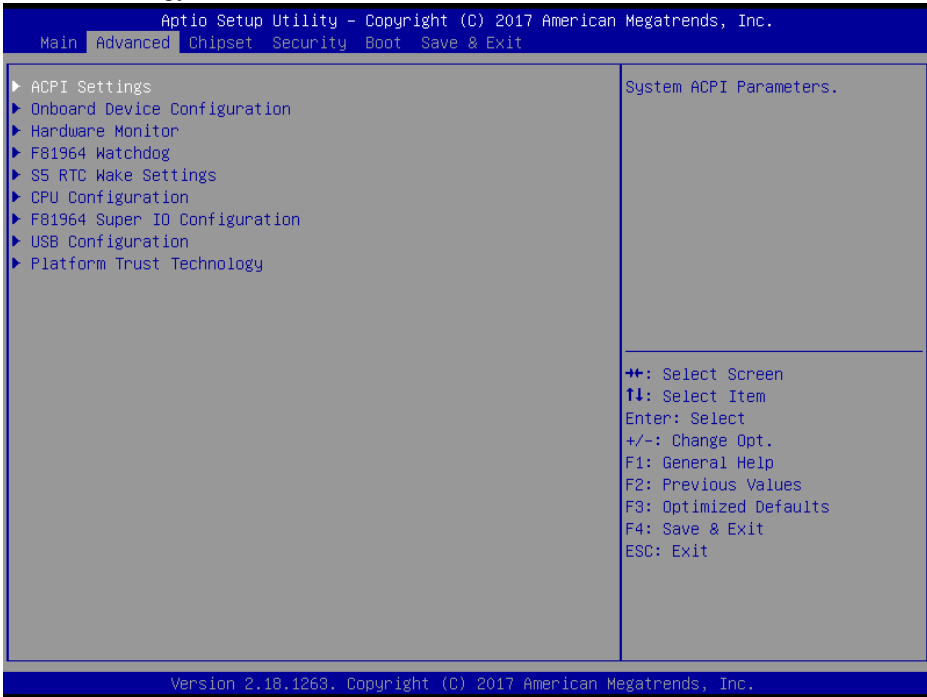 Aptio Setup Utility – Copyright (C) 2017 American Megatrends, Inc.
Main Advanced Chipset Security Boot Save & Exit
▶ ACPI Settings
▶ Onboard Device Configuration
▶ Hardware Monitor
▶ F81964 Watchdog
▶ S5 RTC Wake Settings
▶ CPU Configuration
▶ F81964 Super IO Configuration
▶ USB Configuration
▶ Platform Trust Technology
System ACPI Parameters.
→←: Select Screen
↑↓: Select Item
Enter: Select
+/-: Change Opt.
F1: General Help
F2: Previous Values
F3: Optimized Defaults
F4: Save & Exit
ESC: Exit
Version 2.18.1263. Copyright (C) 2017 American Megatrends, Inc.